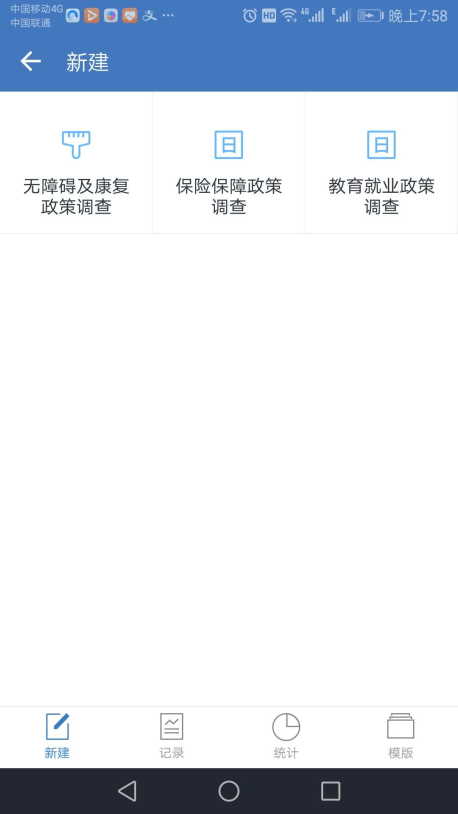 中国移动4G
中国联通
HD 4G E 晚上7:58
新建
无障碍及康复
政策调查
保险保障政策
调查
教育就业政策
调查
新建
记录
统计
模版